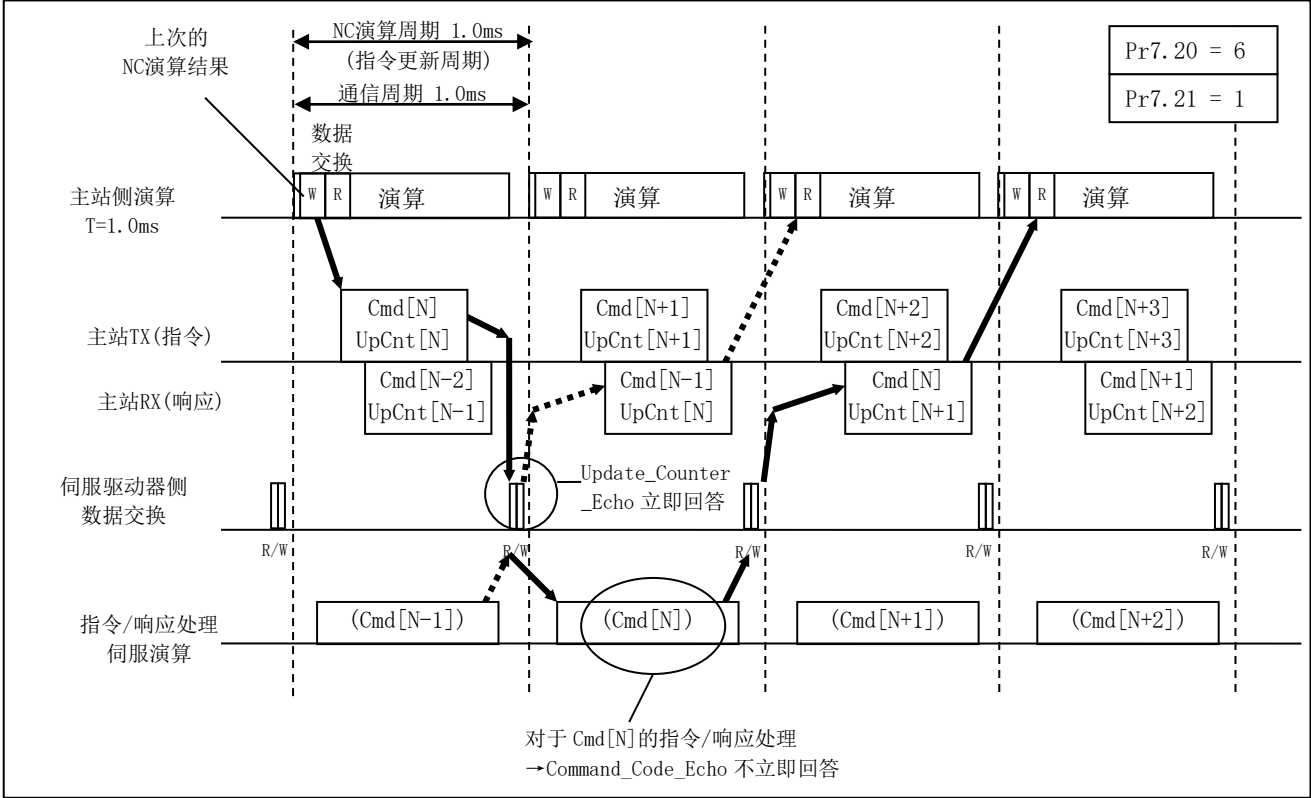 上次的
NC演算结果
NC演算周期 1.0ms
(指令更新周期)
通信周期 1.0ms
数据
交换
Pr7.20 = 6
Pr7.21 = 1
主站侧演算
T=1.0ms
W R 演算 W R 演算 W R 演算 W R 演算
主站TX(指令)
Cmd[N] Cmd[N+1] Cmd[N+2] Cmd[N+3]
UpCnt[N] UpCnt[N+1] UpCnt[N+2] UpCnt[N+3]
主站RX(响应)
Cmd[N-2] Cmd[N-1] Cmd[N] Cmd[N+1]
UpCnt[N-1] UpCnt[N] UpCnt[N+1] UpCnt[N+2]
伺服驱动器侧
数据交换
Update_Counter
_Echo 立即回答
R/W R/W R/W R/W R/W
指令/响应处理
伺服演算
(Cmd[N-1]) (Cmd[N]) (Cmd[N+1]) (Cmd[N+2])
对于 Cmd[N]的指令/响应处理
→Command_Code_Echo 不立即回答